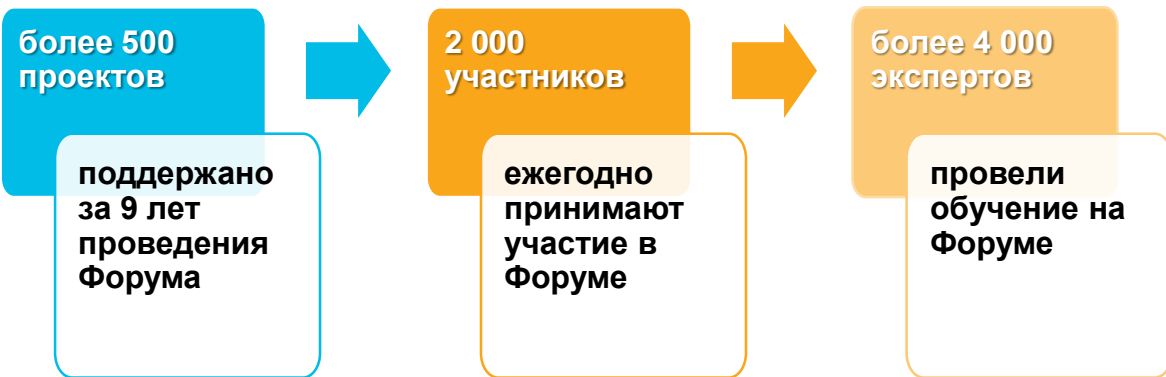 более 500
проектов
поддержано
за 9 лет
проведения
Форума
2 000
участников
ежегодно
принимают
участие в
Форуме
более 4 000
экспертов
провели
обучение на
Форуме